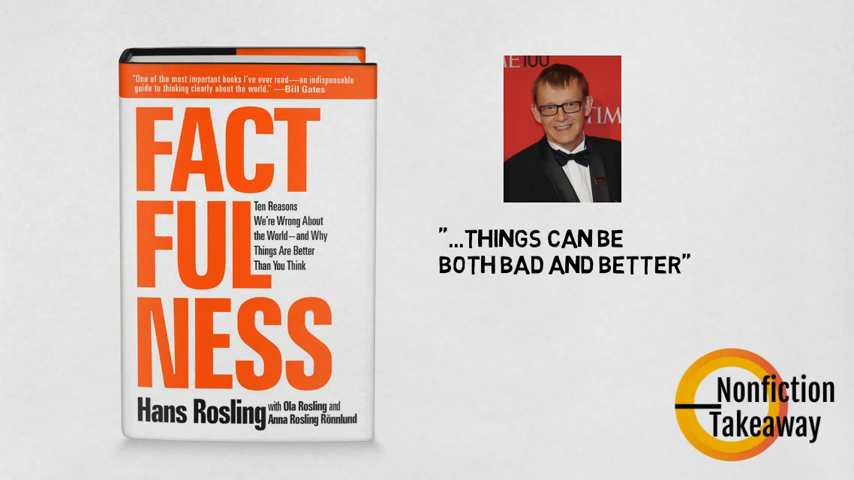 "One of the most important books I've ever read—an indispensable
guide to thinking clearly about the world." —Bill Gates
FACT
FUL
NESS
Ten Reasons
We're Wrong About
the World—and Why
Things Are Better
Than You Think
Hans Rosling with Ola Rosling and
Anna Rosling Rönnlund
ME100
TIM
"...THINGS CAN BE
BOTH BAD AND BETTER"
Nonfiction
Takeaway